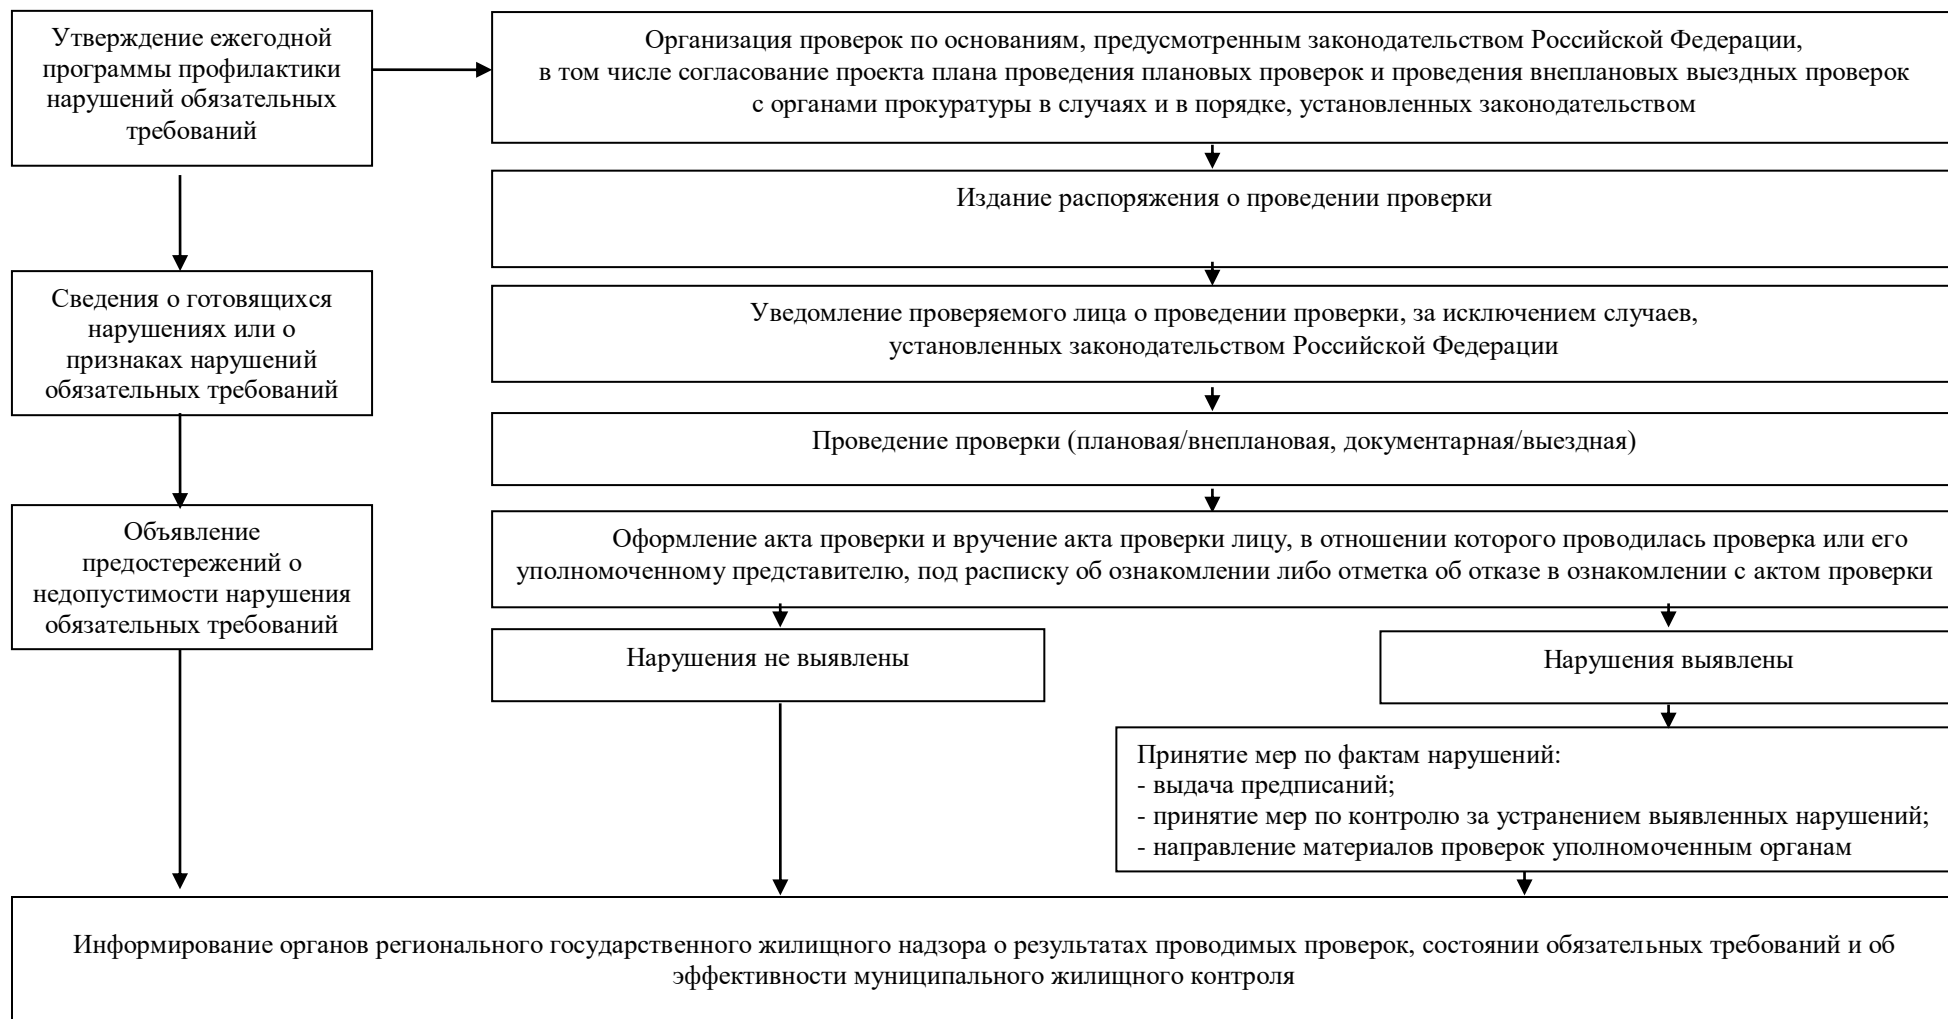 Утверждение ежегодной
программы профилактики
нарушений обязательных
требований
Организация проверок по основаниям, предусмотренным законодательством Российской Федерации,
в том числе согласование проекта плана проведения плановых проверок и проведения внеплановых выездных проверок
с органами прокуратуры в случаях и в порядке, установленных законодательством
Издание распоряжения о проведении проверки
Сведения о готовящихся
нарушениях или о
признаках нарушений
обязательных требований
Уведомление проверяемого лица о проведении проверки, за исключением случаев,
установленных законодательством Российской Федерации
Проведение проверки (плановая/внеплановая, документарная/выездная)
Объявление
предостережений о
недопустимости нарушения
обязательных требований
Оформление акта проверки и вручение акта проверки лицу, в отношении которого проводилась проверка или его
уполномоченному представителю, под расписку об ознакомлении либо отметка об отказе в ознакомлении с актом проверки
Нарушения не выявлены
Нарушения выявлены
Принятие мер по фактам нарушений:
- выдача предписаний;
- принятие мер по контролю за устранением выявленных нарушений;
- направление материалов проверок уполномоченным органам
Информирование органов регионального государственного жилищного надзора о результатах проводимых проверок, состоянии обязательных требований и об
эффективности муниципального жилищного контроля